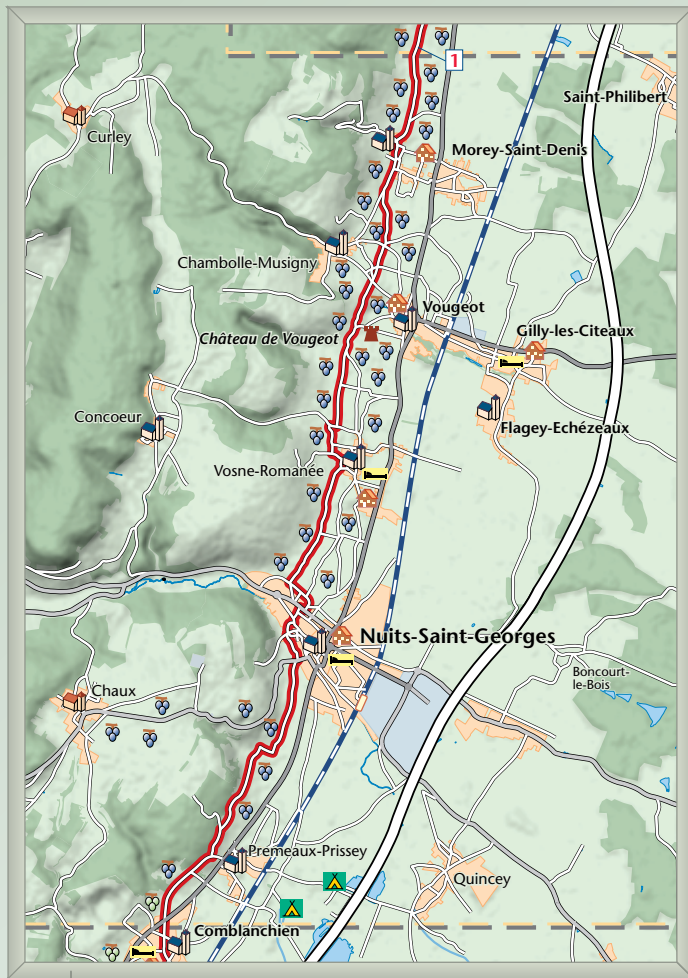 1
Saint-Philibert
Curley
Morey-Saint-Denis
Chambolle-Musigny
Vougeot
Château de Vougeot
Gilly-les-Citeaux
Concoeur
Flagey-Echézeaux
Vosne-Romanée
Nuits-Saint-Georges
Boncourt-
le-Bois
Chaux
Premeaux-Prissey
Quincey
Comblanchien